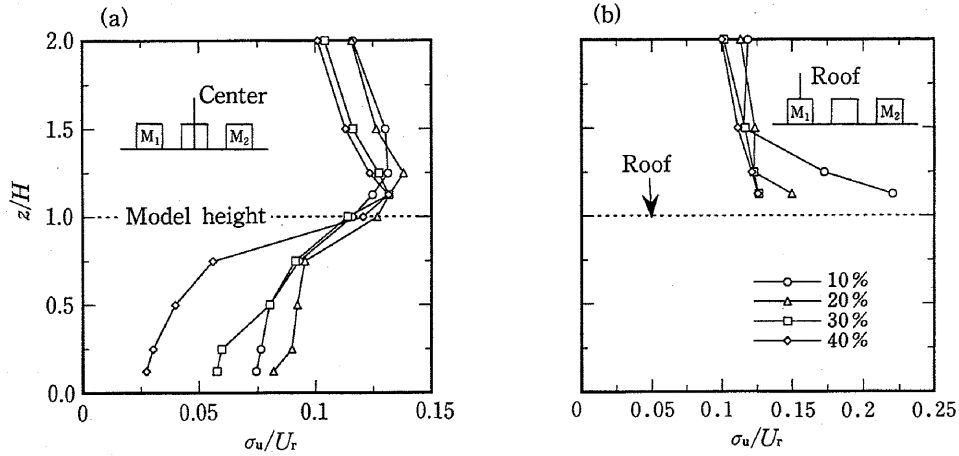 (a)
2.0
1.5
1.0
0.5
0.0
z/H
Center
M₁ M₂
Model height
0 0.05 0.1 0.15
σᵤ/Uᵣ
(b)
Roof
M₁ M₂
Roof
10%
20%
30%
40%
0 0.05 0.1 0.15 0.2 0.25
σᵤ/Uᵣ